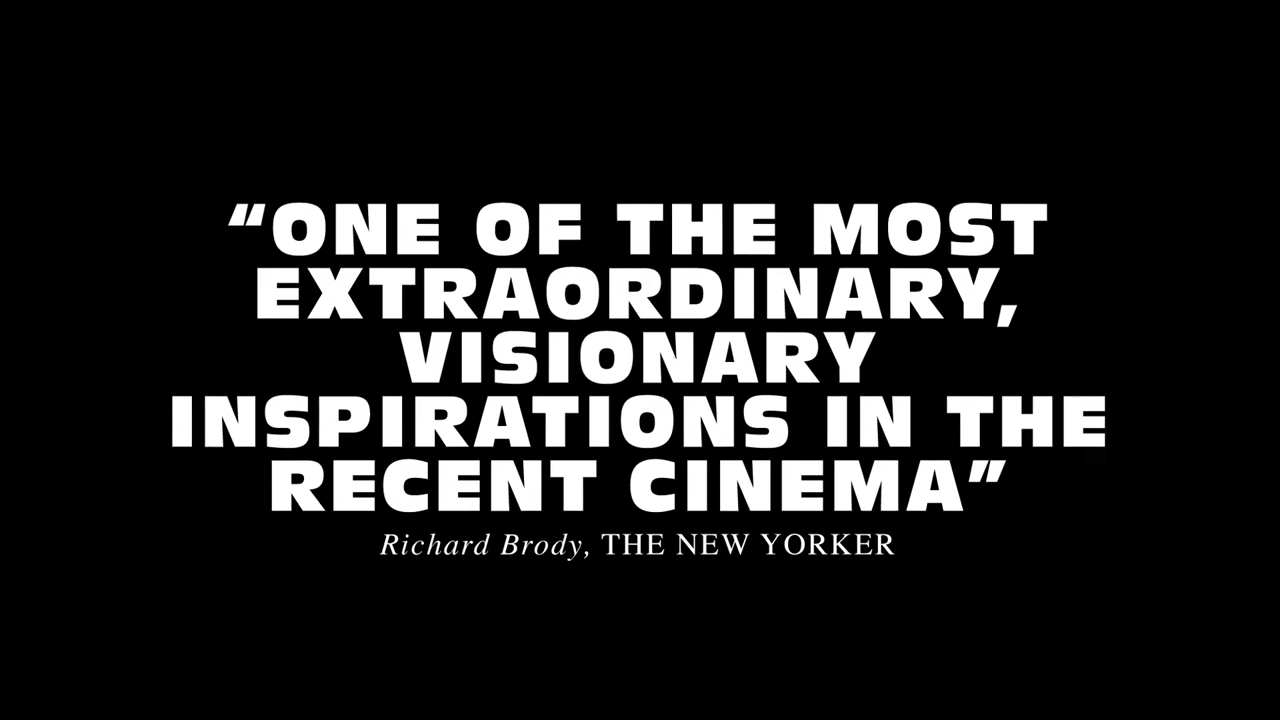 “ONE OF THE MOST
EXTRAORDINARY,
VISIONARY
INSPIRATIONS IN THE
RECENT CINEMA”
Richard Brody, THE NEW YORKER